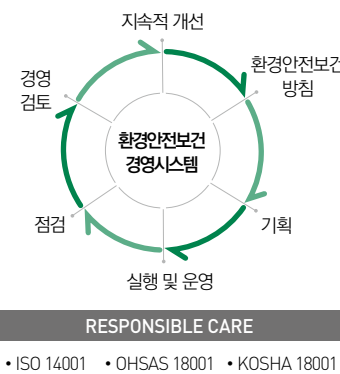 지속적 개선
환경안전보건
방침
경영
검토
환경안전보건
경영시스템
점검
기획
실행 및 운영
RESPONSIBLE CARE
• ISO 14001 • OHSAS 18001 • KOSHA 18001